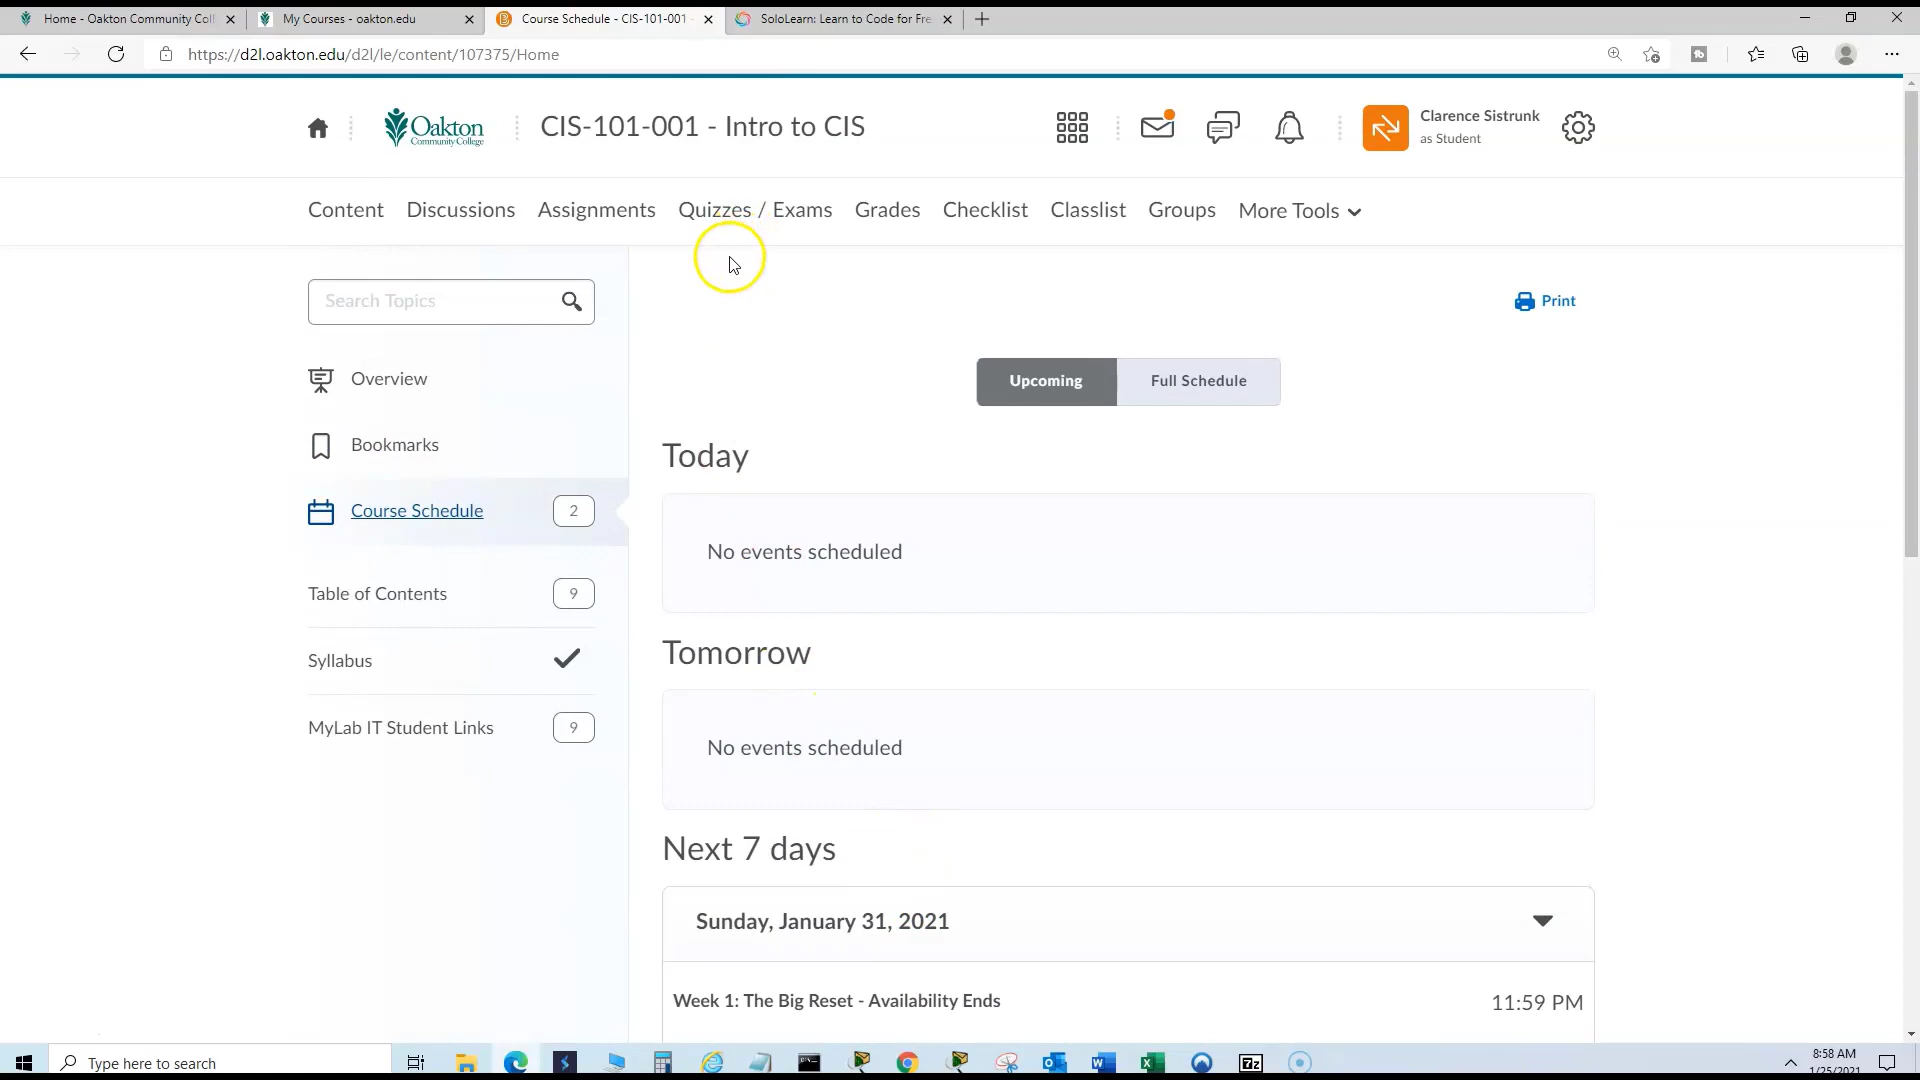 Home - Oakton Community Coll
My Courses - oakton.edu
Course Schedule - CIS-101-001
SoloLearn: Learn to Code for Fre
https://d2l.oakton.edu/d2l/le/content/107375/Home
Oakton
Community College
CIS-101-001 - Intro to CIS
Clarence Sistrunk
as Student
Content Discussions Assignments Quizzes / Exams Grades Checklist Classlist Groups More Tools
Search Topics
Print
Overview
Upcoming Full Schedule
Bookmarks
Today
Course Schedule 2
No events scheduled
Table of Contents 9
Tomorrow
Syllabus
MyLab IT Student Links 9
No events scheduled
Next 7 days
Sunday, January 31, 2021
Week 1: The Big Reset - Availability Ends 11:59 PM
Type here to search
8:58 AM
1/25/2021